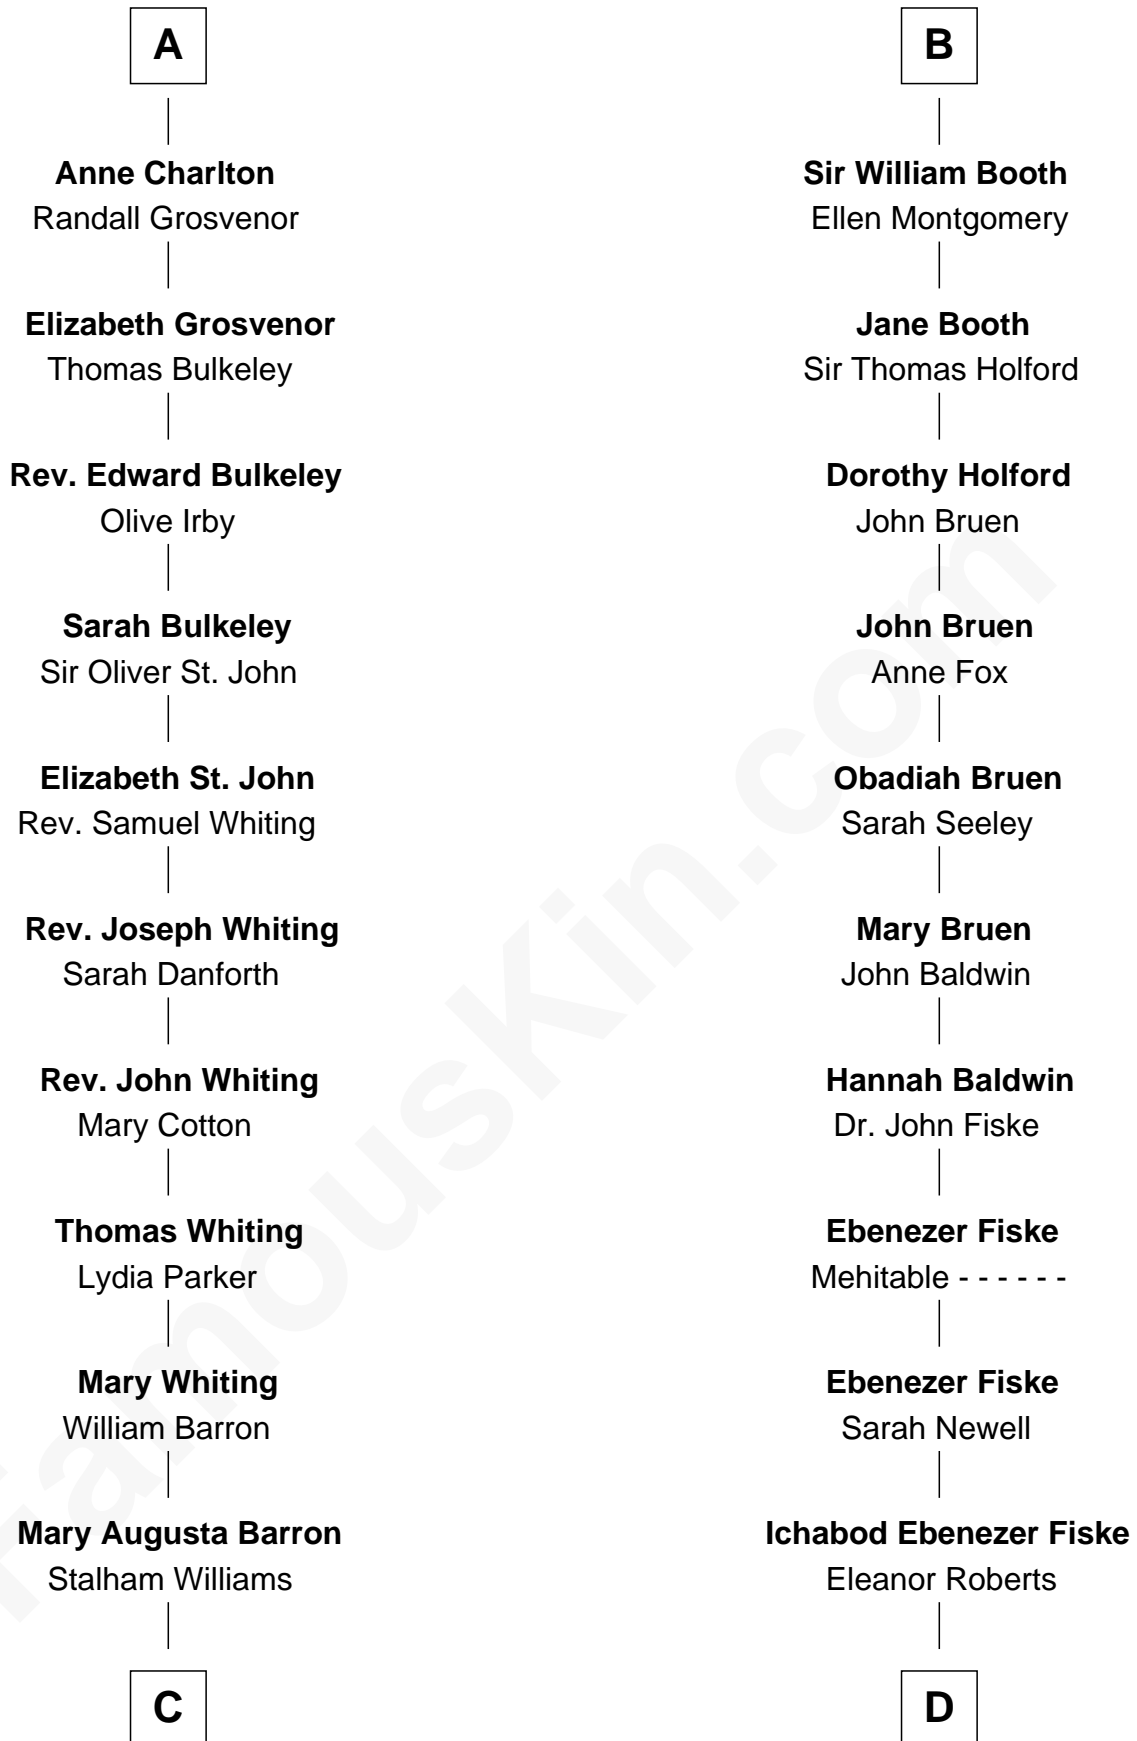 A
Anne Charlton
Randall Grosvenor
Elizabeth Grosvenor
Thomas Bulkeley
Rev. Edward Bulkeley
Olive Irby
Sarah Bulkeley
Sir Oliver St. John
Elizabeth St. John
Rev. Samuel Whiting
Rev. Joseph Whiting
Sarah Danforth
Rev. John Whiting
Mary Cotton
Thomas Whiting
Lydia Parker
Mary Whiting
William Barron
Mary Augusta Barron
Stalham Williams
C
B
Sir William Booth
Ellen Montgomery
Jane Booth
Sir Thomas Holford
Dorothy Holford
John Bruen
John Bruen
Anne Fox
Obadiah Bruen
Sarah Seeley
Mary Bruen
John Baldwin
Hannah Baldwin
Dr. John Fiske
Ebenezer Fiske
Mehitable - - - - - -
Ebenezer Fiske
Sarah Newell
Ichabod Ebenezer Fiske
Eleanor Roberts
D
FamousKin.com